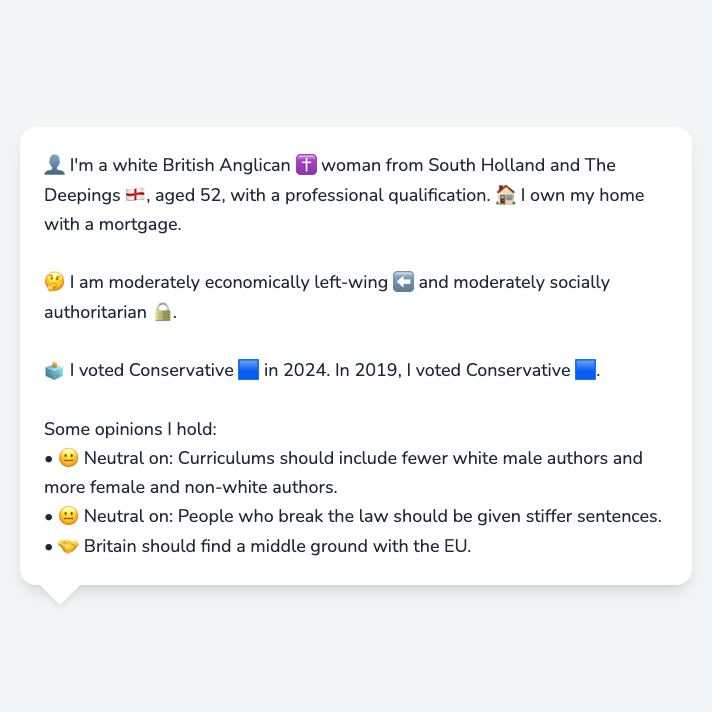 👤 I'm a white British Anglican ✝️ woman from South Holland and The
Deepings 🏴󠁧󠁢󠁥󠁮󠁧󠁿, aged 52, with a professional qualification. 🏠 I own my home
with a mortgage.
🤔 I am moderately economically left-wing ⬅️ and moderately socially
authoritarian 🔒.
🗳️ I voted Conservative 🟦 in 2024. In 2019, I voted Conservative 🟦.
Some opinions I hold:
• 😐 Neutral on: Curriculums should include fewer white male authors and
more female and non-white authors.
• 😐 Neutral on: People who break the law should be given stiffer sentences.
• 🤝 Britain should find a middle ground with the EU.